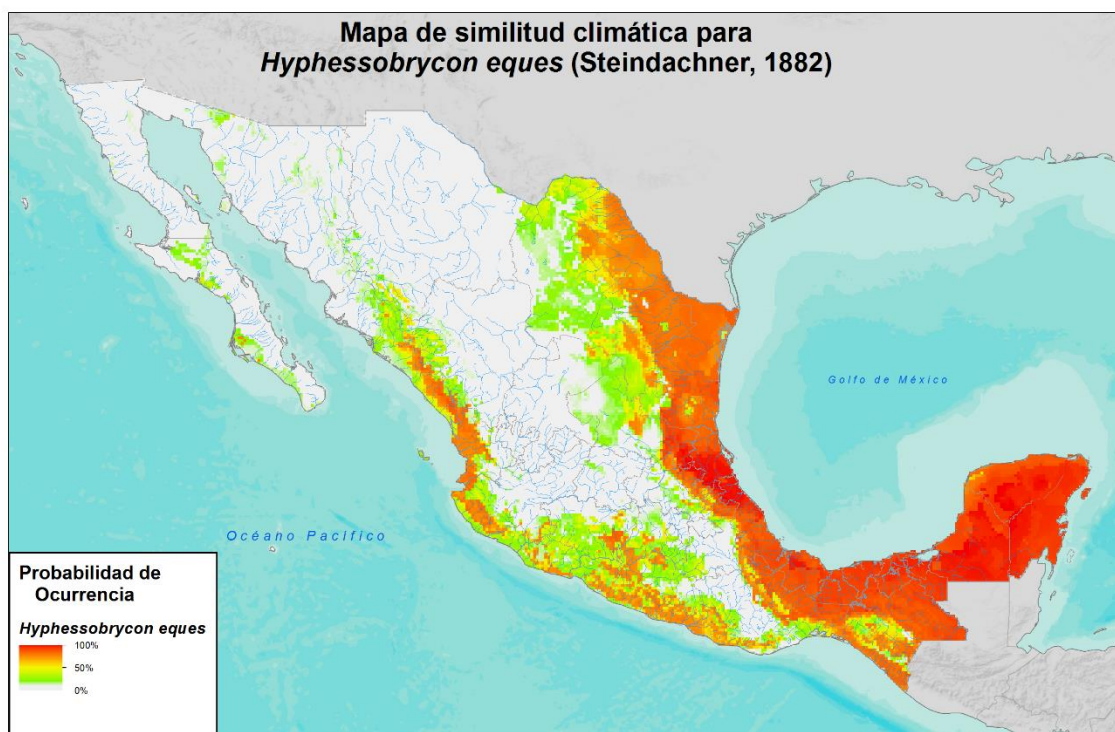 Mapa de similitud climática para
Hyphessobrycon eques (Steindachner, 1882)
Golfo de México
Océano Pacífico
Probabilidad de
Ocurrencia
Hyphessobrycon eques
100%
50%
0%